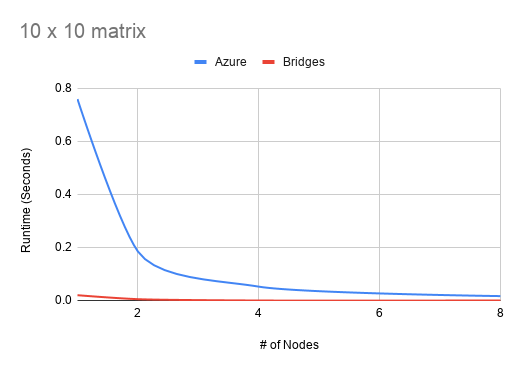 10 x 10 matrix
Azure Bridges
Runtime (Seconds)
0.8
0.6
0.4
0.2
0.0
2 4 6 8
# of Nodes